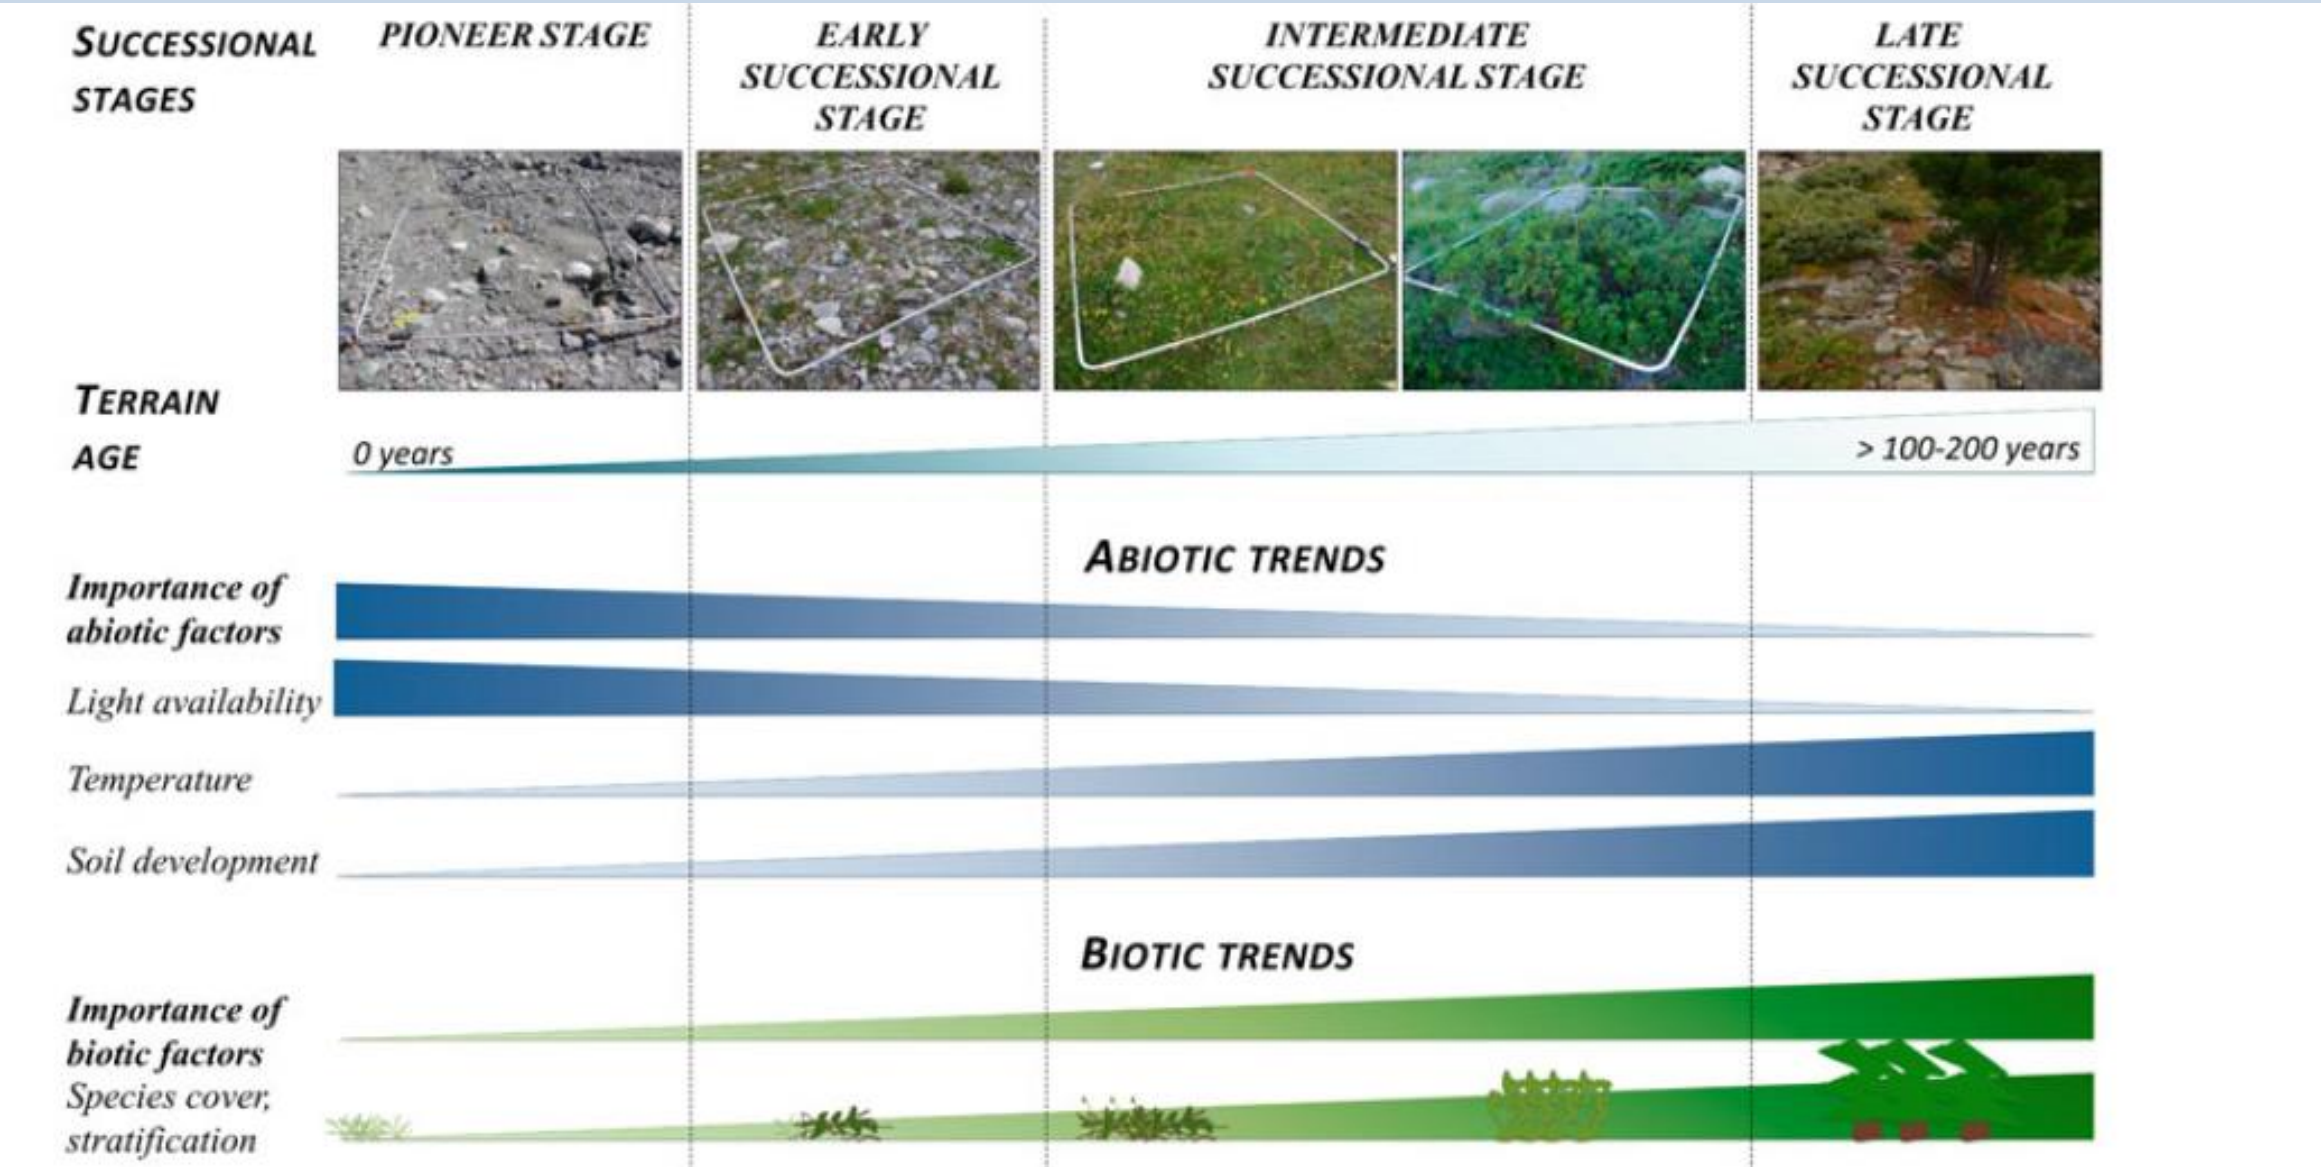 SUCCESSIONAL
STAGES
PIONEER STAGE
EARLY
SUCCESSIONAL
STAGE
INTERMEDIATE
SUCCESSIONAL STAGE
LATE
SUCCESSIONAL
STAGE
TERRAIN
AGE
0 years
> 100-200 years
ABIOTIC TRENDS
Importance of
abiotic factors
Light availability
Temperature
Soil development
BIOTIC TRENDS
Importance of
biotic factors
Species cover,
stratification